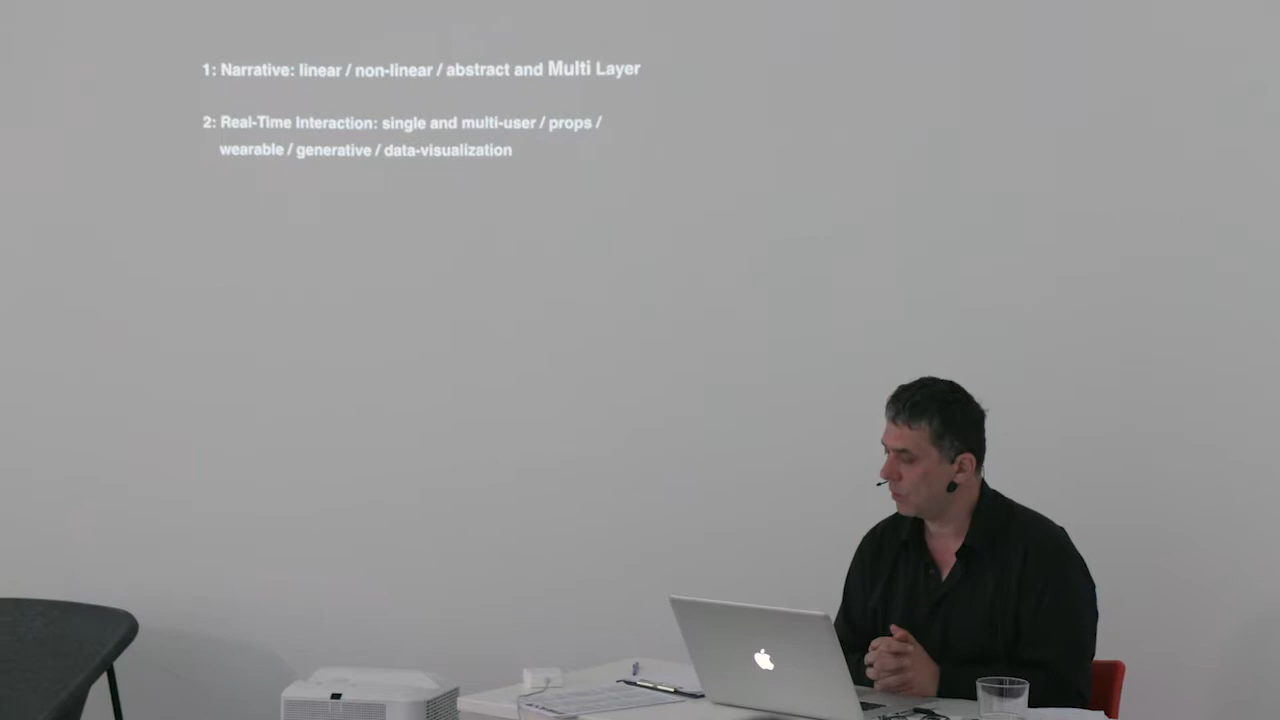 1: Narrative: linear / non-linear / abstract and Multi Layer
2: Real-Time Interaction: single and multi-user / props /
wearable / generative / data-visualization